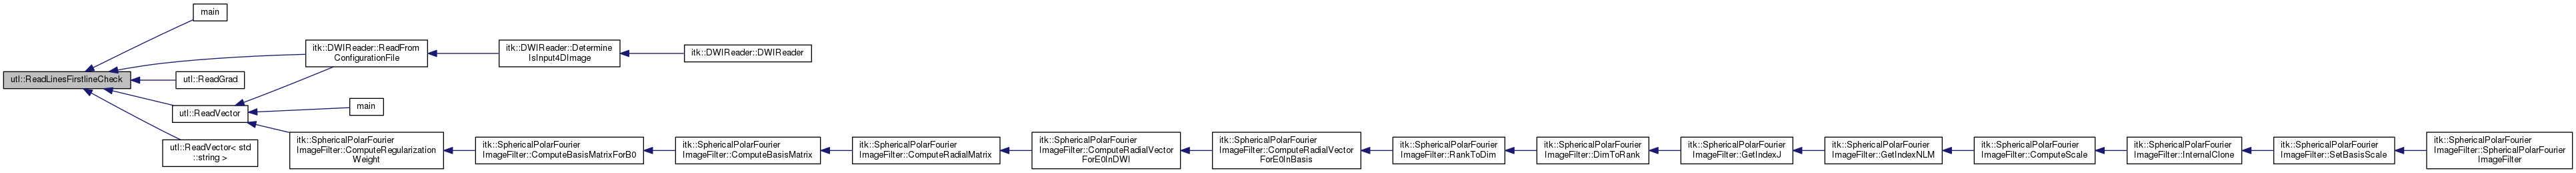 main
itk::DWIReader::ReadFrom
ConfigurationFile
itk::DWIReader::Determine
IsInput4DImage
itk::DWIReader::DWIReader
utl::ReadLinesFirstlineCheck
utl::ReadGrad
utl::ReadVector
main
utl::ReadVector< std
::string >
itk::SphericalPolarFourier
ImageFilter::ComputeRegularization
Weight
itk::SphericalPolarFourier
ImageFilter::ComputeBasisMatrixForB0
itk::SphericalPolarFourier
ImageFilter::ComputeBasisMatrix
itk::SphericalPolarFourier
ImageFilter::ComputeRadialMatrix
itk::SphericalPolarFourier
ImageFilter::ComputeRadialVector
ForE0InDWI
itk::SphericalPolarFourier
ImageFilter::ComputeRadialVector
ForE0InBasis
itk::SphericalPolarFourier
ImageFilter::RankToDim
itk::SphericalPolarFourier
ImageFilter::DimToRank
itk::SphericalPolarFourier
ImageFilter::GetIndexJ
itk::SphericalPolarFourier
ImageFilter::GetIndexNLM
itk::SphericalPolarFourier
ImageFilter::ComputeScale
itk::SphericalPolarFourier
ImageFilter::InternalClone
itk::SphericalPolarFourier
ImageFilter::SetBasisScale
itk::SphericalPolarFourier
ImageFilter::SphericalPolarFourier
ImageFilter